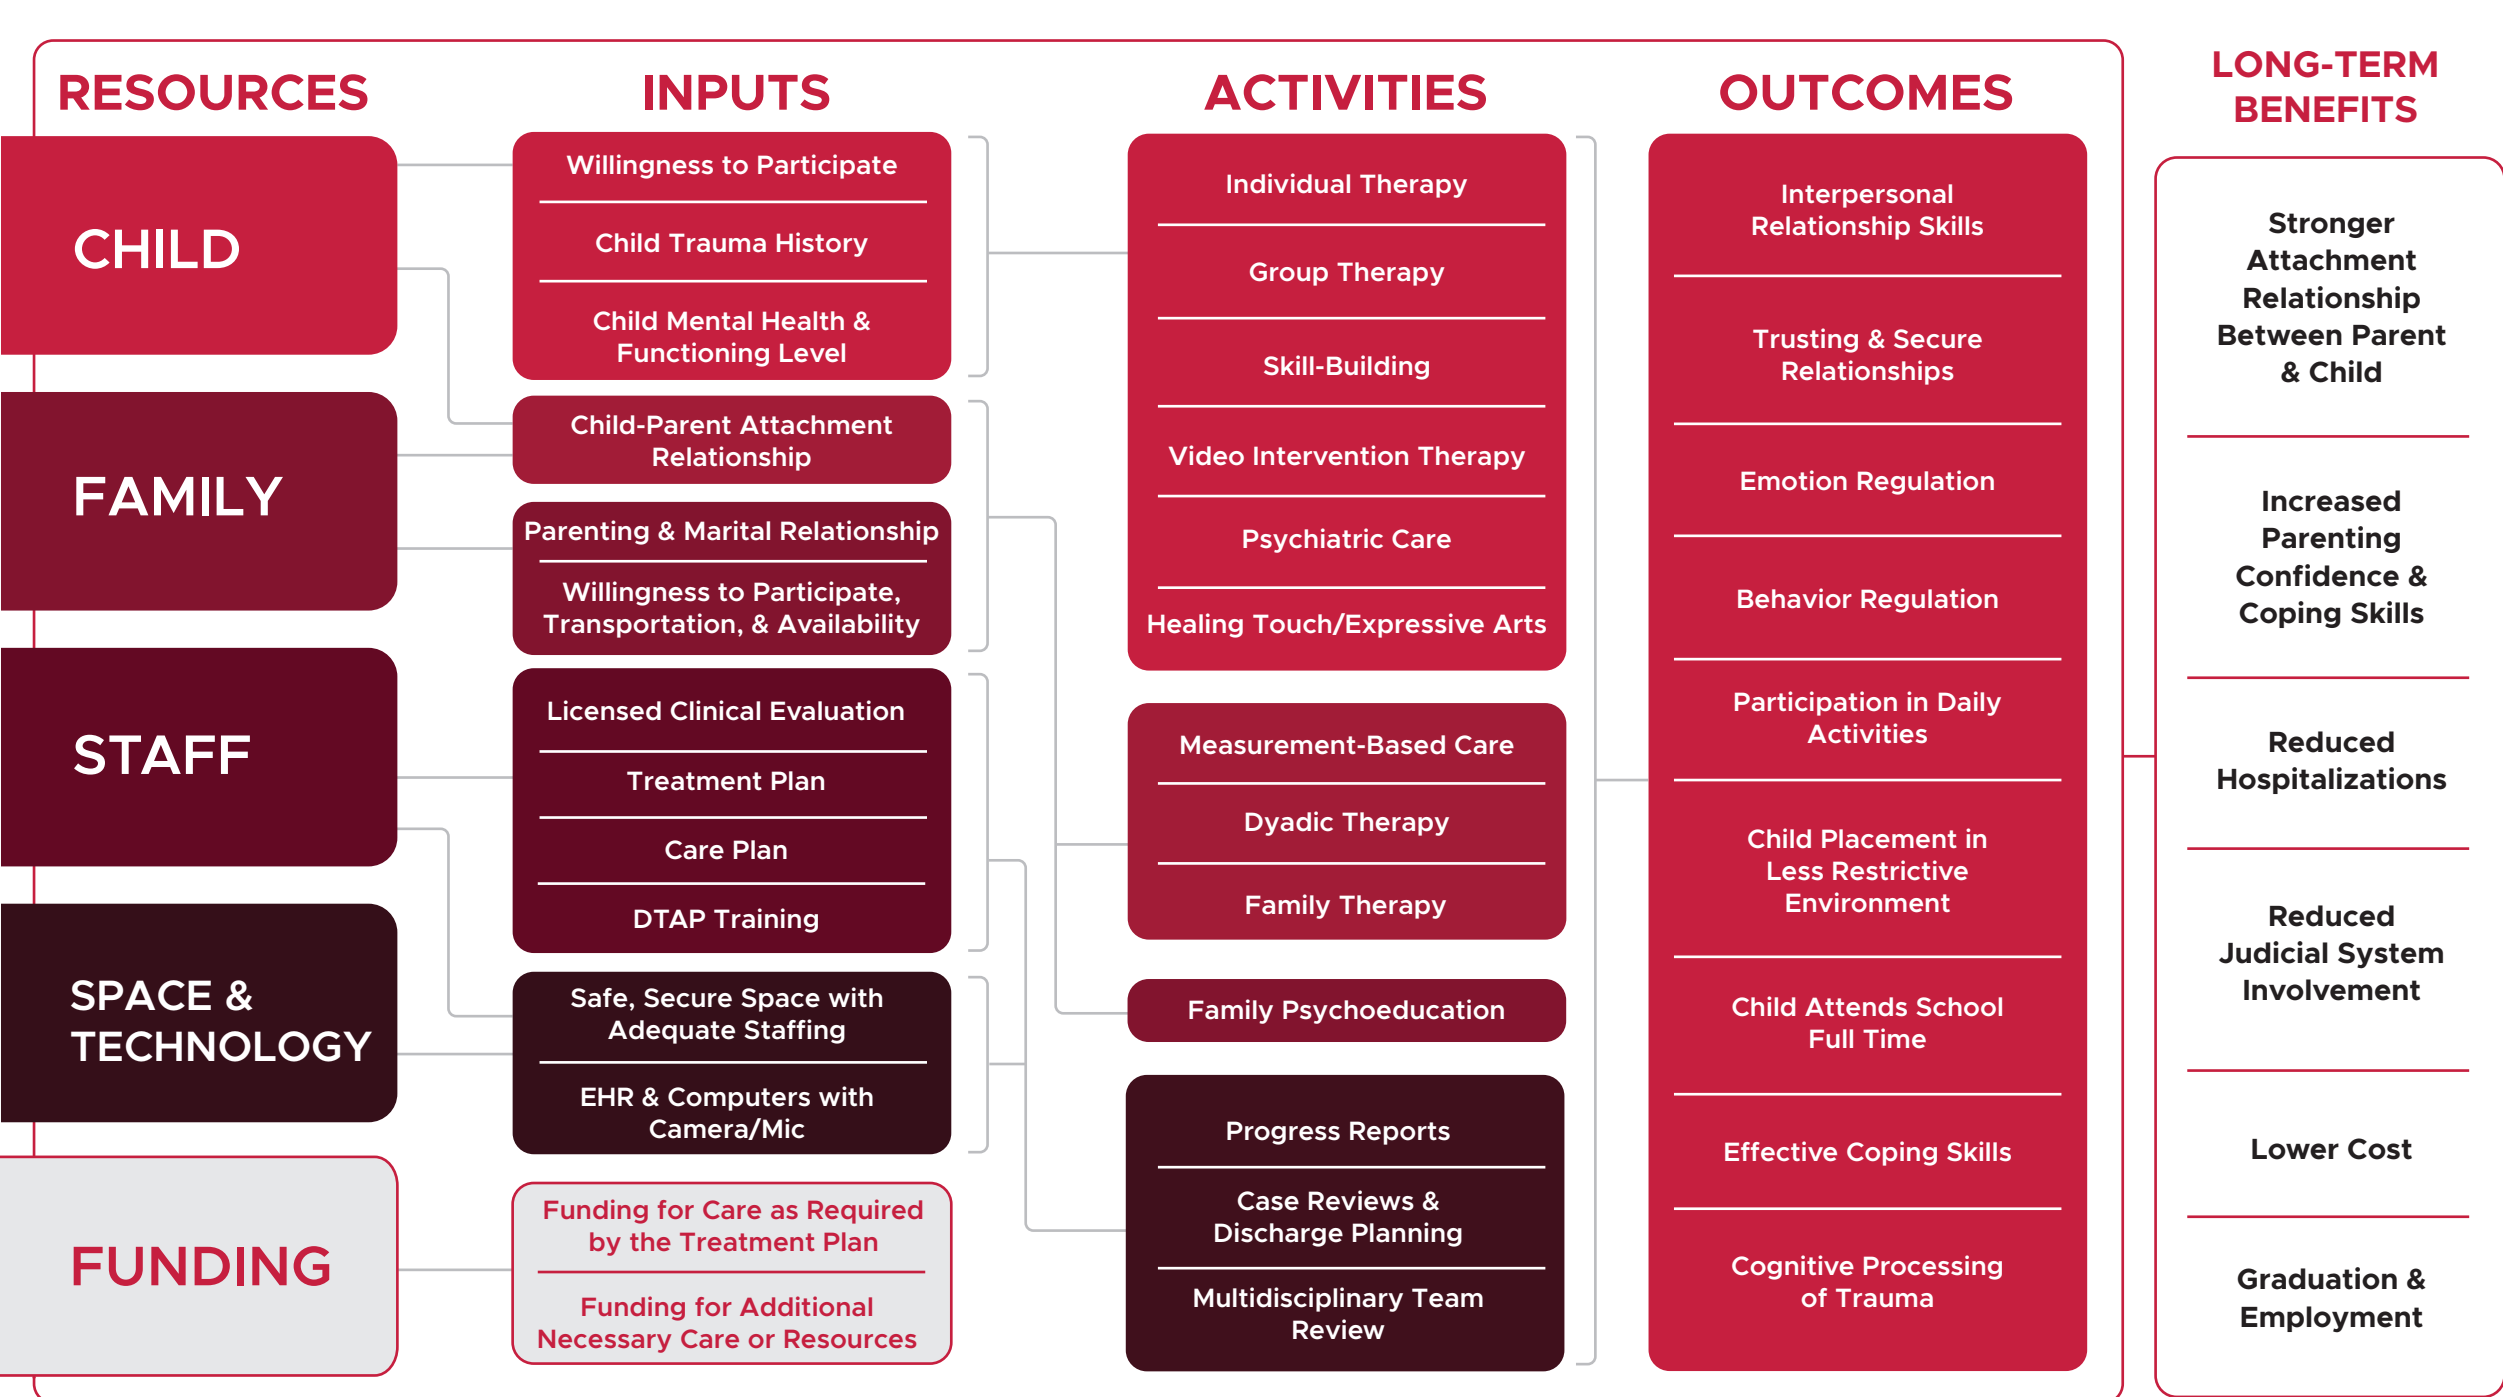 RESOURCES
CHILD
FAMILY
STAFF
SPACE &
TECHNOLOGY
FUNDING
INPUTS
Willingness to Participate
Child Trauma History
Child Mental Health &
Functioning Level
Child-Parent Attachment
Relationship
Parenting & Marital Relationship
Willingness to Participate,
Transportation, & Availability
Licensed Clinical Evaluation
Treatment Plan
Care Plan
DTAP Training
Safe, Secure Space with
Adequate Staffing
EHR & Computers with
Camera/Mic
Funding for Care as Required
by the Treatment Plan
Funding for Additional
Necessary Care or Resources
ACTIVITIES
Individual Therapy
Group Therapy
Skill-Building
Video Intervention Therapy
Psychiatric Care
Healing Touch/Expressive Arts
Measurement-Based Care
Dyadic Therapy
Family Therapy
Family Psychoeducation
Progress Reports
Case Reviews &
Discharge Planning
Multidisciplinary Team
Review
OUTCOMES
Interpersonal
Relationship Skills
Trusting & Secure
Relationships
Emotion Regulation
Behavior Regulation
Participation in Daily
Activities
Child Placement in
Less Restrictive
Environment
Child Attends School
Full Time
Effective Coping Skills
Cognitive Processing
of Trauma
LONG-TERM
BENEFITS
Stronger
Attachment
Relationship
Between Parent
& Child
Increased
Parenting
Confidence &
Coping Skills
Reduced
Hospitalizations
Reduced
Judicial System
Involvement
Lower Cost
Graduation &
Employment